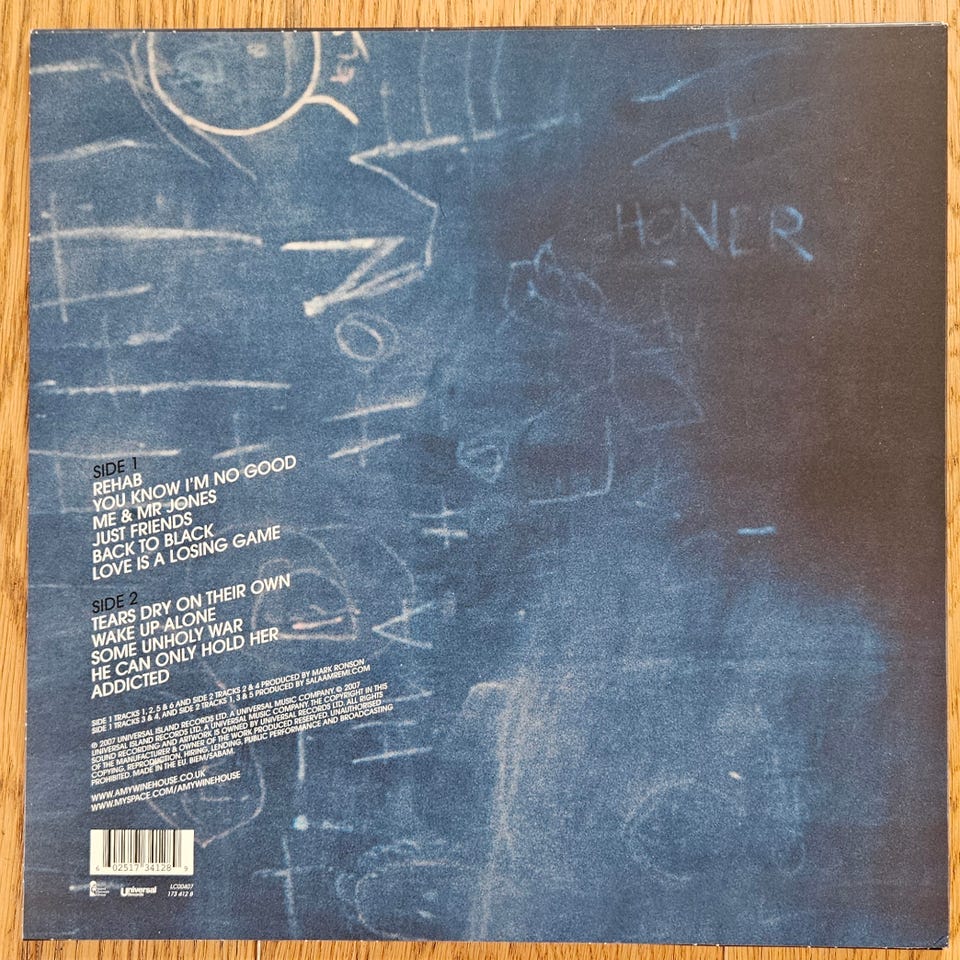 HONER
SIDE 1
REHAB
YOU KNOW I'M NO GOOD
ME & MR JONES
JUST FRIENDS
BACK TO BLACK
LOVE IS A LOSING GAME
SIDE 2
TEARS DRY ON THEIR OWN
WAKE UP ALONE
SOME UNHOLY WAR
HE CAN ONLY HOLD HER
ADDICTED
SIDE 1 TRACKS 1, 2, 5 & 6 AND SIDE 2 TRACKS 2 & 4 PRODUCED BY MARK RONSON
SIDE 1 TRACKS 3 & 4, AND SIDE 2 TRACKS 1, 3 & 5 PRODUCED BY SALAAMREMI.COM
℗ 2007 UNIVERSAL ISLAND RECORDS LTD. A UNIVERSAL MUSIC COMPANY. © 2007
UNIVERSAL ISLAND RECORDS LTD. A UNIVERSAL MUSIC COMPANY. THE COPYRIGHT IN THIS
SOUND RECORDING AND ARTWORK IS OWNED BY UNIVERSAL RECORDS LTD. ALL RIGHTS
OF THE MANUFACTURER & OWNER OF THE WORK PRODUCED RESERVED. UNAUTHORISED
COPYING, REPRODUCTION, HIRING, LENDING, PUBLIC PERFORMANCE AND BROADCASTING
PROHIBITED. MADE IN THE EU. BIEM/SABAM.
WWW.AMYWINEHOUSE.CO.UK
WWW.MYSPACE.COM/AMYWINEHOUSE
6 02517 34128 9
universal
LC00407
173 412 8